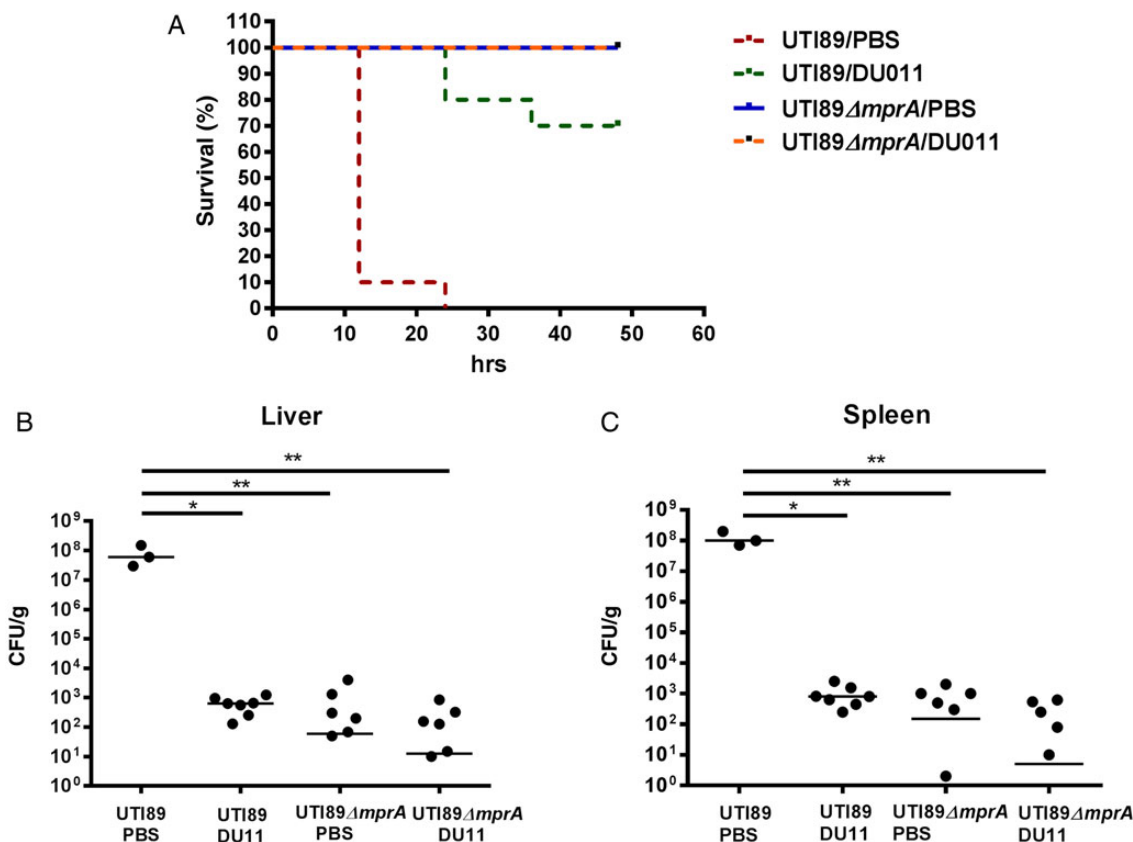 A
110
100
90
80
70
60
50
40
30
20
10
0
Survival (%)
0 10 20 30 40 50 60
hrs
UTI89/PBS
UTI89/DU011
UTI89ΔmprA/PBS
UTI89ΔmprA/DU011
B
Liver
**
**
*
10⁹
10⁸
10⁷
10⁶
10⁵
10⁴
10³
10²
10¹
10⁰
CFU/g
UTI89 UTI89 UTI89ΔmprA UTI89ΔmprA
PBS DU11 PBS DU11
C
Spleen
**
**
*
10⁹
10⁸
10⁷
10⁶
10⁵
10⁴
10³
10²
10¹
10⁰
CFU/g
UTI89 UTI89 UTI89ΔmprA UTI89ΔmprA
PBS DU11 PBS DU11